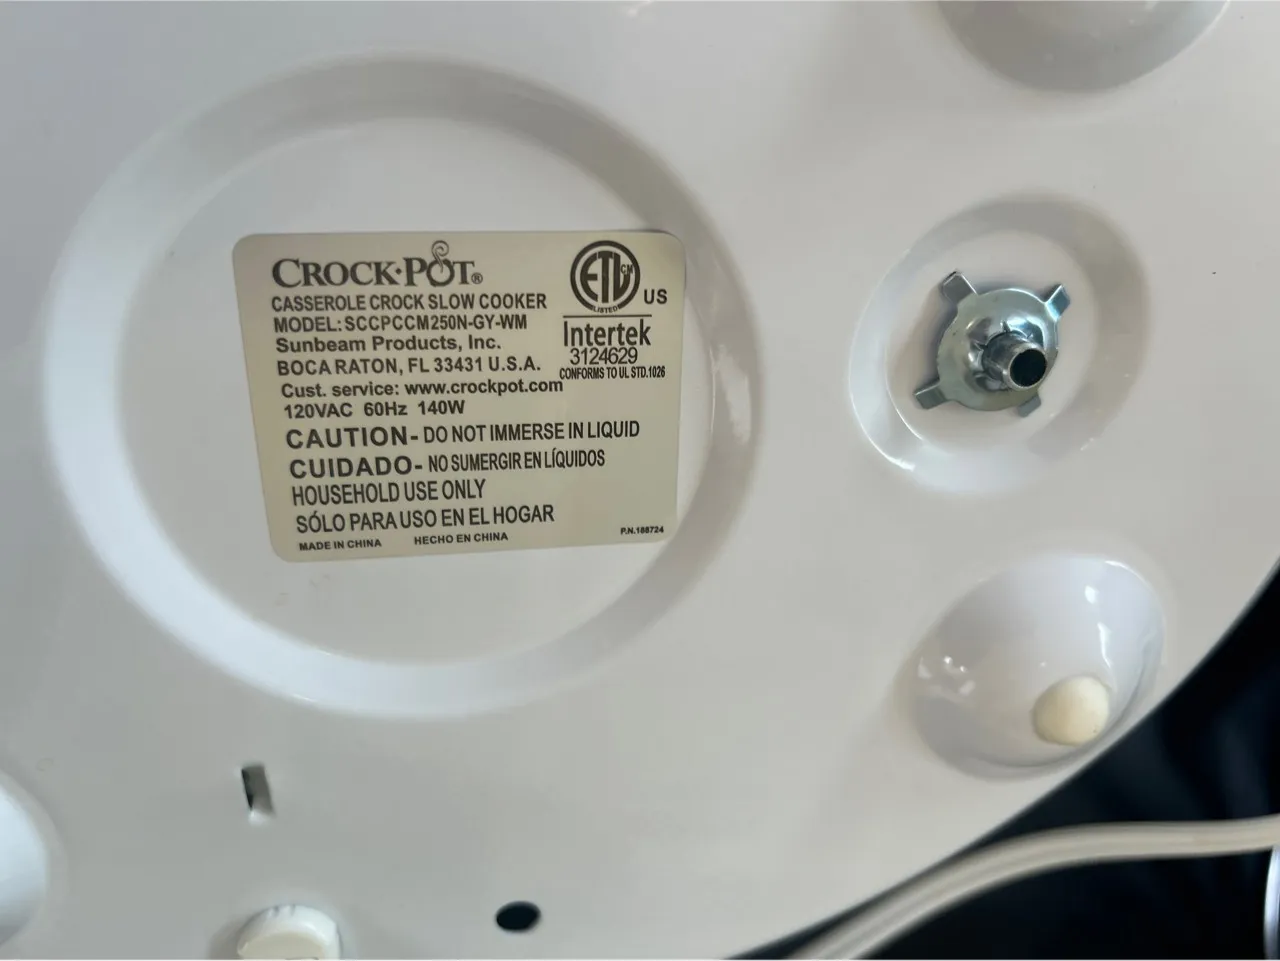 CROCK·POT®
CASSEROLE CROCK SLOW COOKER
MODEL: SCCPCCM250N-GY-WM
Sunbeam Products, Inc.
BOCA RATON, FL 33431 U.S.A.
Cust. service: www.crockpot.com
120VAC 60Hz 140W
ETL CM
LISTED
US
Intertek
3124629
CONFORMS TO UL STD.1026
CAUTION- DO NOT IMMERSE IN LIQUID
CUIDADO- NO SUMERGIR EN LÍQUIDOS
HOUSEHOLD USE ONLY
SÓLO PARA USO EN EL HOGAR
MADE IN CHINA HECHO EN CHINA P.N.188724